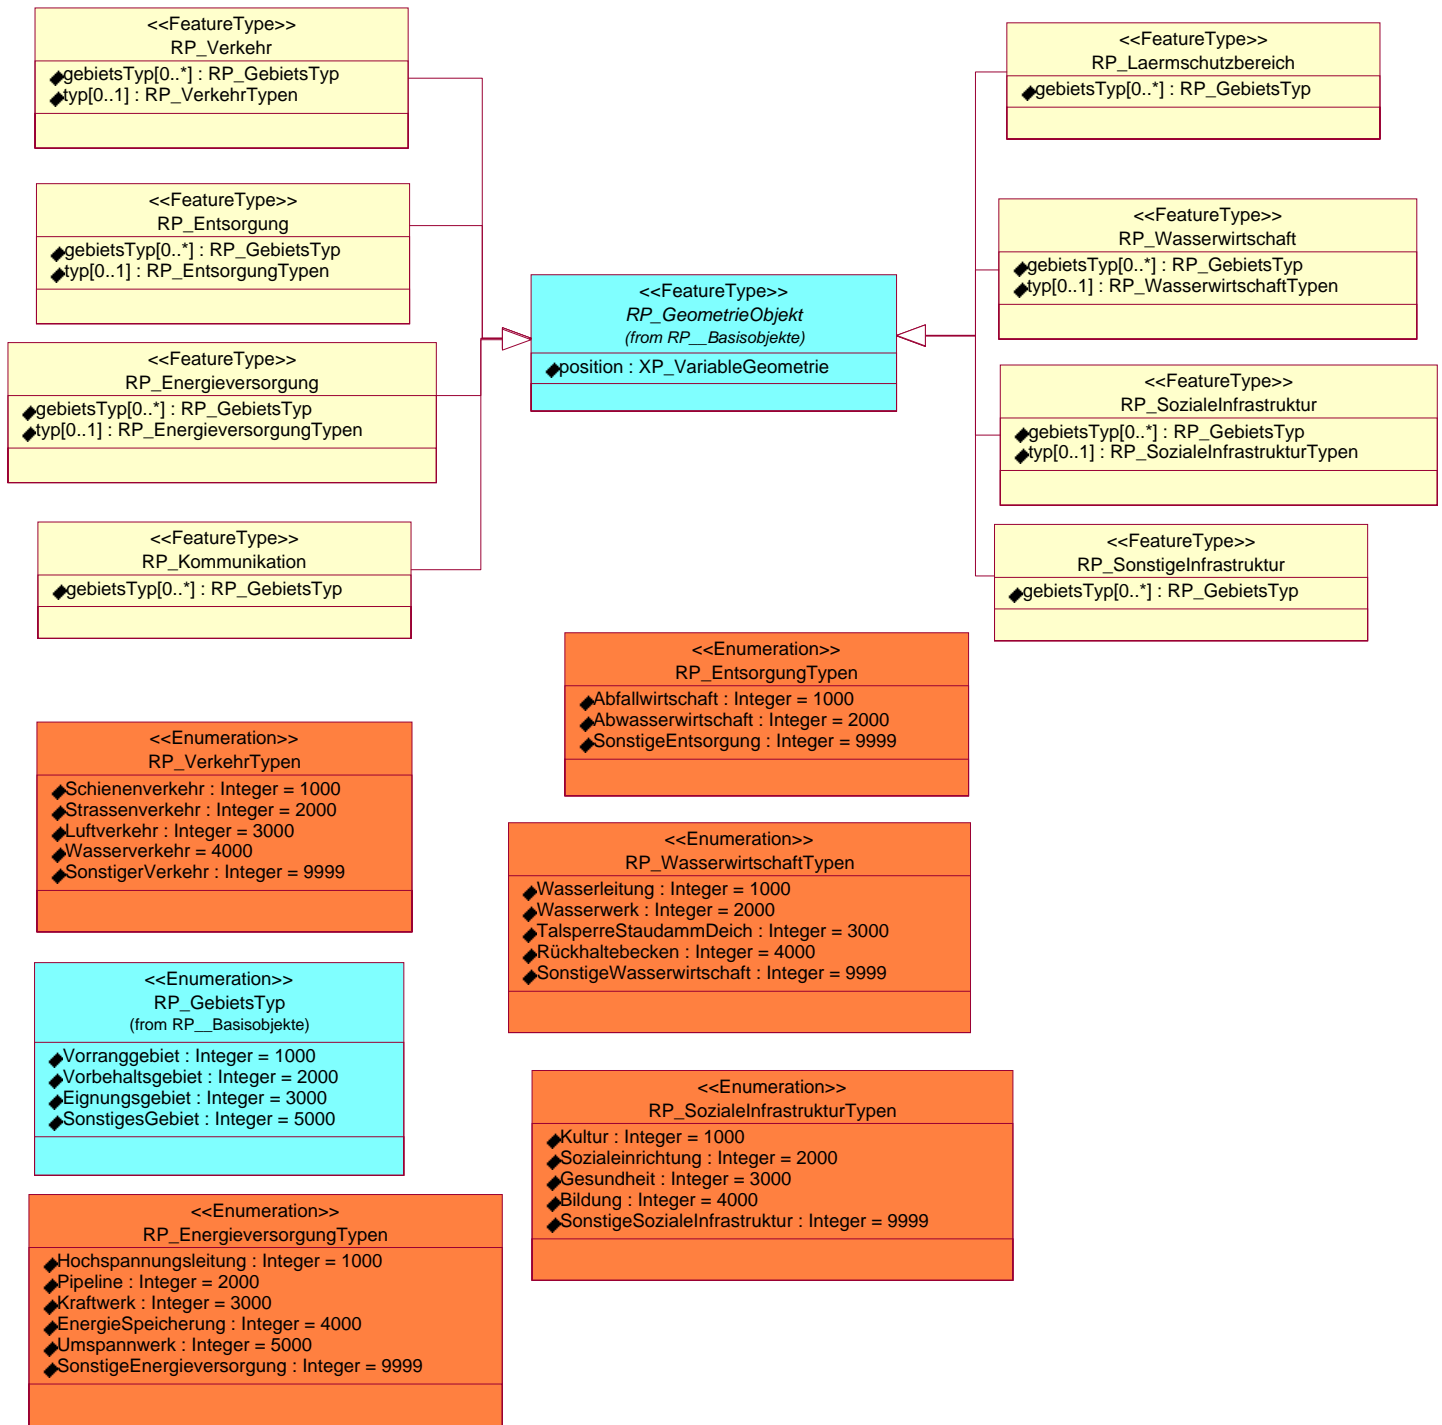 <<FeatureType>>
RP_Verkehr
gebietsTyp[0..*] : RP_GebietsTyp
typ[0..1] : RP_VerkehrTypen
<<FeatureType>>
RP_Entsorgung
gebietsTyp[0..*] : RP_GebietsTyp
typ[0..1] : RP_EntsorgungTypen
<<FeatureType>>
RP_Energieversorgung
gebietsTyp[0..*] : RP_GebietsTyp
typ[0..1] : RP_EnergieversorgungTypen
<<FeatureType>>
RP_Kommunikation
gebietsTyp[0..*] : RP_GebietsTyp
<<FeatureType>>
RP_GeometrieObjekt
(from RP__Basisobjekte)
position : XP_VariableGeometrie
<<FeatureType>>
RP_Laermschutzbereich
gebietsTyp[0..*] : RP_GebietsTyp
<<FeatureType>>
RP_Wasserwirtschaft
gebietsTyp[0..*] : RP_GebietsTyp
typ[0..1] : RP_WasserwirtschaftTypen
<<FeatureType>>
RP_SozialeInfrastruktur
gebietsTyp[0..*] : RP_GebietsTyp
typ[0..1] : RP_SozialeInfrastrukturTypen
<<FeatureType>>
RP_SonstigeInfrastruktur
gebietsTyp[0..*] : RP_GebietsTyp
<<Enumeration>>
RP_EntsorgungTypen
Abfallwirtschaft : Integer = 1000
Abwasserwirtschaft : Integer = 2000
SonstigeEntsorgung : Integer = 9999
<<Enumeration>>
RP_VerkehrTypen
Schienenverkehr : Integer = 1000
Strassenverkehr : Integer = 2000
Luftverkehr : Integer = 3000
Wasserverkehr = 4000
SonstigerVerkehr : Integer = 9999
<<Enumeration>>
RP_WasserwirtschaftTypen
Wasserleitung : Integer = 1000
Wasserwerk : Integer = 2000
TalsperreStaudammDeich : Integer = 3000
Rückhaltebecken : Integer = 4000
SonstigeWasserwirtschaft : Integer = 9999
<<Enumeration>>
RP_GebietsTyp
(from RP__Basisobjekte)
Vorranggebiet : Integer = 1000
Vorbehaltsgebiet : Integer = 2000
Eignungsgebiet : Integer = 3000
SonstigesGebiet : Integer = 5000
<<Enumeration>>
RP_SozialeInfrastrukturTypen
Kultur : Integer = 1000
Sozialeinrichtung : Integer = 2000
Gesundheit : Integer = 3000
Bildung : Integer = 4000
SonstigeSozialeInfrastruktur : Integer = 9999
<<Enumeration>>
RP_EnergieversorgungTypen
Hochspannungsleitung : Integer = 1000
Pipeline : Integer = 2000
Kraftwerk : Integer = 3000
EnergieSpeicherung : Integer = 4000
Umspannwerk : Integer = 5000
SonstigeEnergieversorgung : Integer = 9999